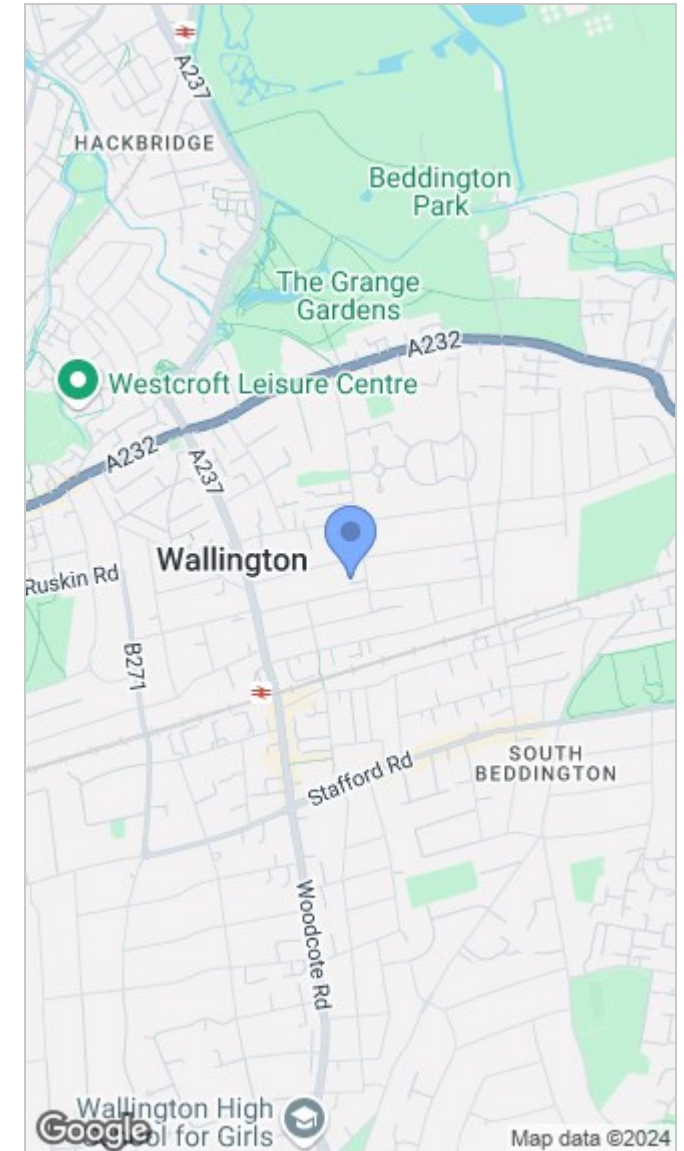 A237
HACKBRIDGE
Beddington
Park
The Grange
Gardens
A232
Westcroft Leisure Centre
A232
A237
Wallington
Ruskin Rd
B271
SOUTH
BEDDINGTON
Stafford Rd
Woodcote Rd
Wallington High
for Girls
Google
Map data ©2024